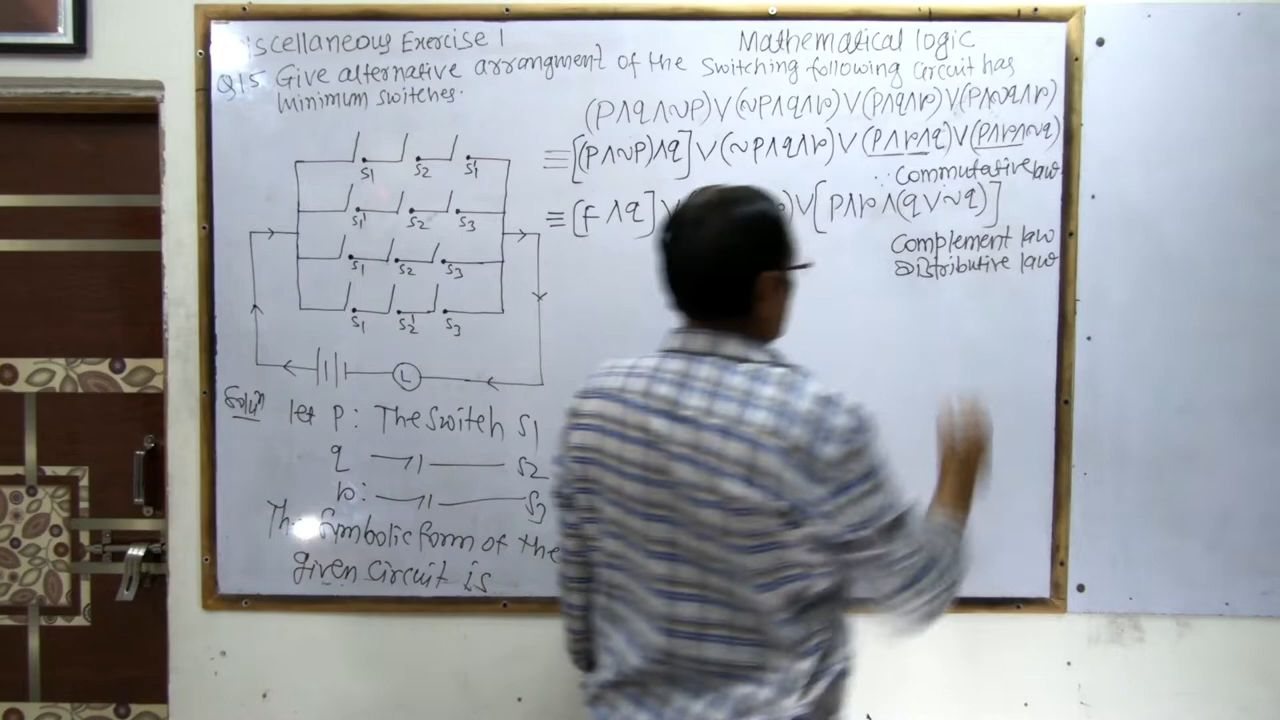 iscellaneous Exercise 1
Mathematical logic
Q15 Give alternative arrangment of the switching following circuit has
minimum switches.
(p∧q∧~p)∨(~p∧q∧r)∨(p∧q∧r)∨(p∧~q∧r)
≡[(p∧~p)∧q]∨(~p∧q∧r)∨(p∧r∧q)∨(p∧r∧~q)
∵ commutative law
≡[F∧q]∨ )∨[p∧r∧(q∨~q)]
Complement law
Distributive law
S1 S2 S1'
S1' S2 S3
S1 S2 S3
S1 S2' S3
L
Soln let p: The switch S1
q —〃— S2
r: —〃— S3
The symbolic form of the
given circuit is